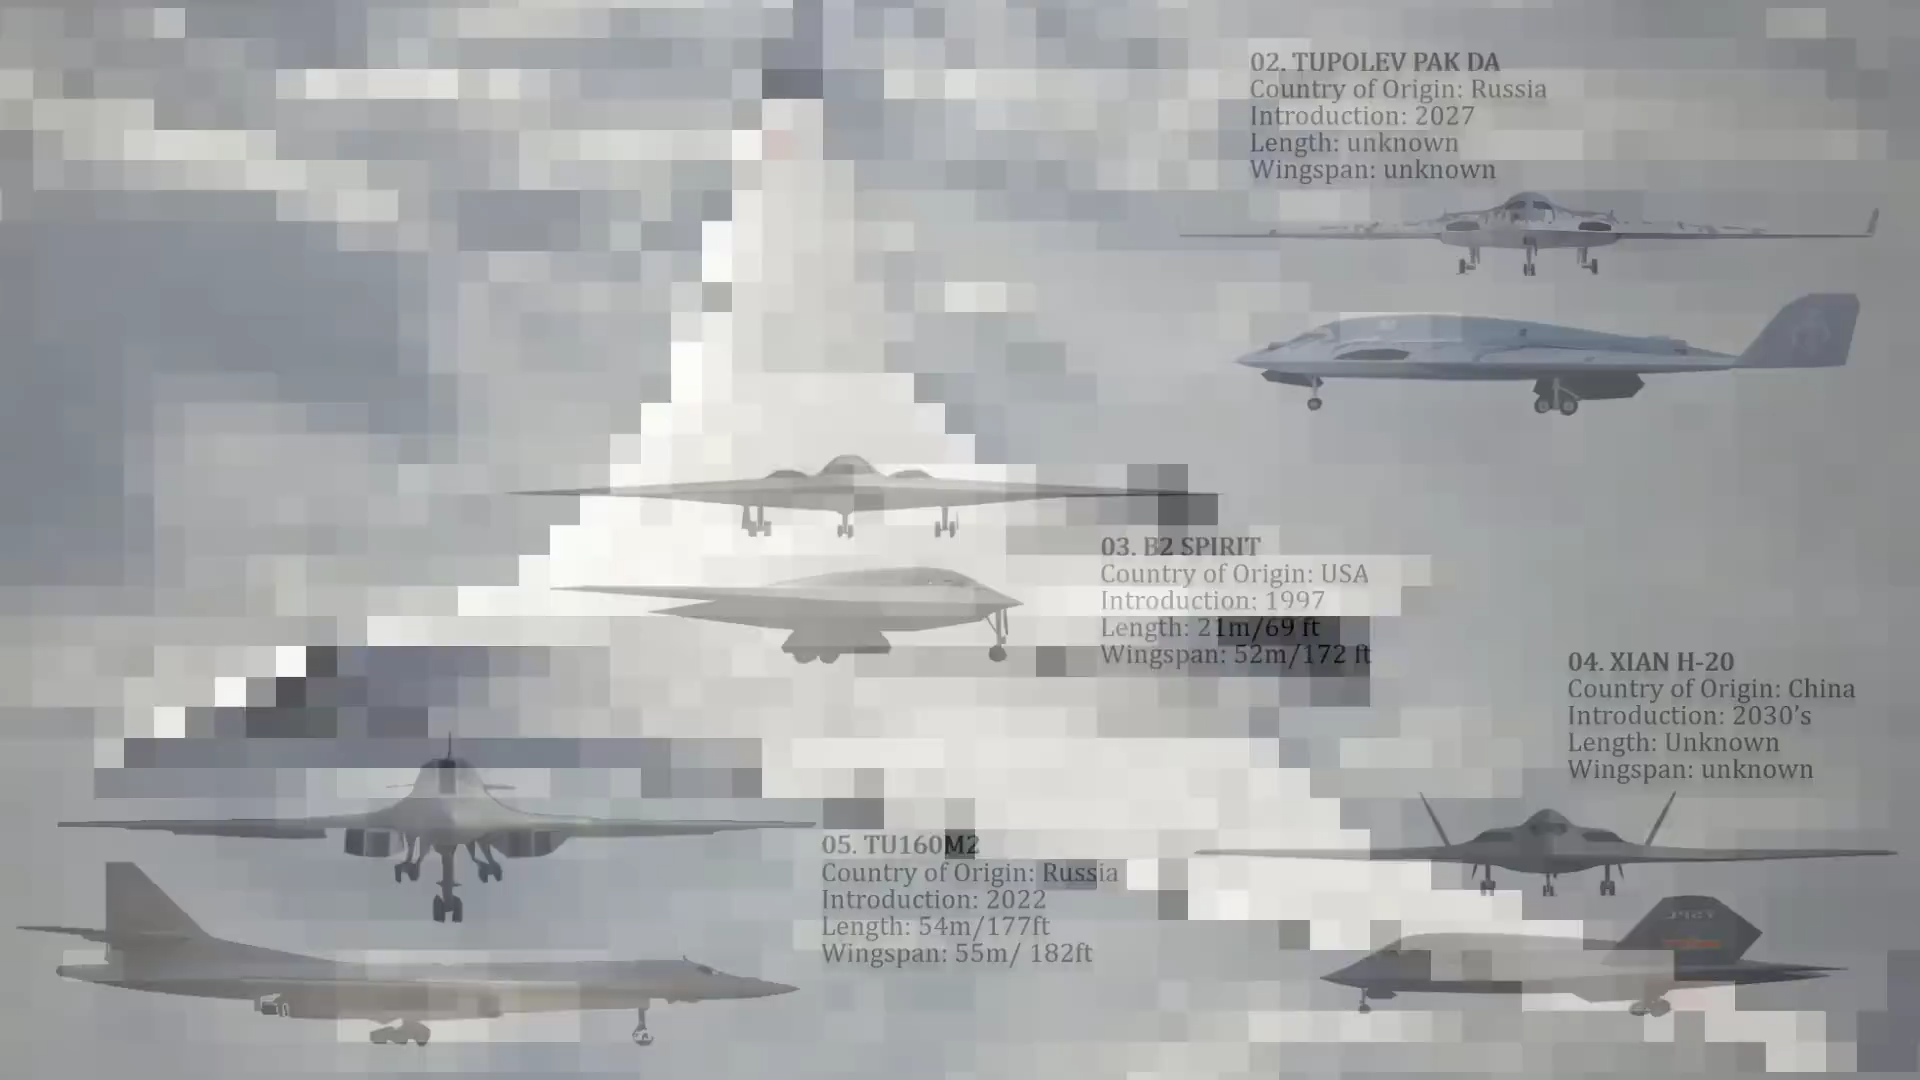 02. TUPOLEV PAK DA
Country of Origin: Russia
Introduction: 2027
Length: unknown
Wingspan: unknown
03. B2 SPIRIT
Country of Origin: USA
Introduction: 1997
Length: 21m/69 ft
Wingspan: 52m/172 ft
04. XIAN H-20
Country of Origin: China
Introduction: 2030's
Length: Unknown
Wingspan: unknown
05. TU160M2
Country of Origin: Russia
Introduction: 2022
Length: 54m/177ft
Wingspan: 55m/ 182ft